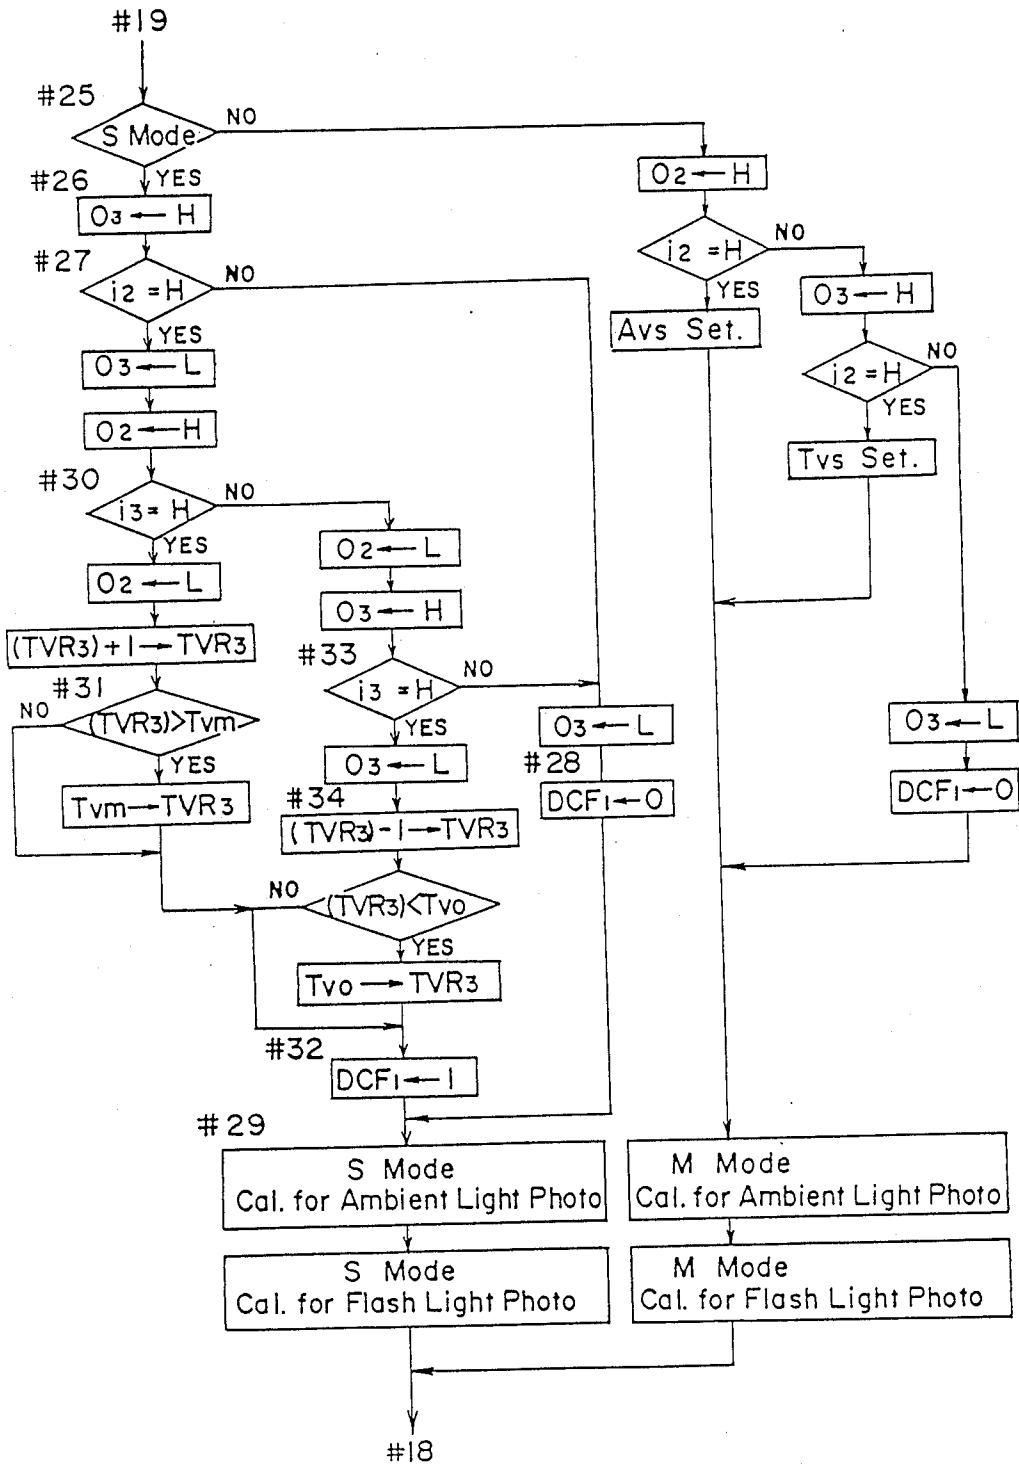 #19
#25
S Mode
NO
YES
#26
O3 ← H
#27
i2 = H
NO
YES
O3 ← L
O2 ← H
#30
i3 = H
NO
YES
O2 ← L
(TVR3)+1 → TVR3
#31
NO
(TVR3)>Tvm
YES
Tvm → TVR3
O2 ← L
O3 ← H
#33
i3 = H
NO
YES
O3 ← L
#34
(TVR3)-1 → TVR3
NO
(TVR3)<Tvo
YES
Tvo → TVR3
#32
DCF1 ← 1
O3 ← L
#28
DCF1 ← 0
#29
S Mode
Cal. for Ambient Light Photo
S Mode
Cal. for Flash Light Photo
O2 ← H
i2 = H
NO
YES
Avs Set.
O3 ← H
i2 = H
NO
YES
Tvs Set.
O3 ← L
DCF1 ← 0
M Mode
Cal. for Ambient Light Photo
M Mode
Cal. for Flash Light Photo
#18